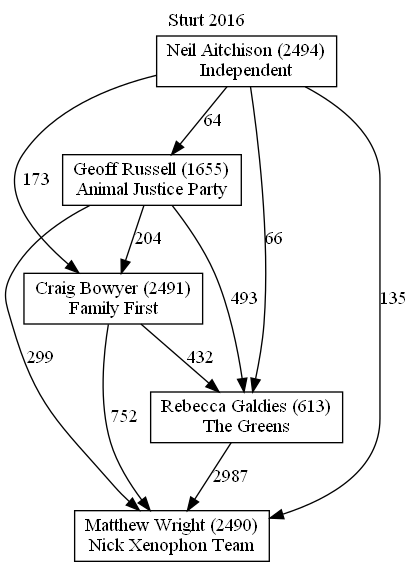 Sturt 2016
Neil Aitchison (2494)
Independent
64
Geoff Russell (1655)
Animal Justice Party
173
204
66
Craig Bowyer (2491)
Family First
493
135
299
432
Rebecca Galdies (613)
The Greens
752
2987
Matthew Wright (2490)
Nick Xenophon Team